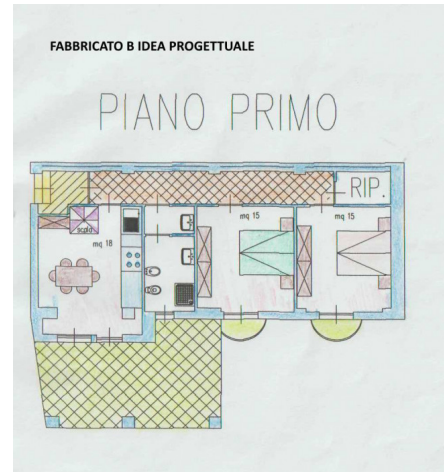 FABBRICATO B IDEA PROGETTUALE
PIANO PRIMO
RIP.
scala
mq 18
mq 15
mq 15